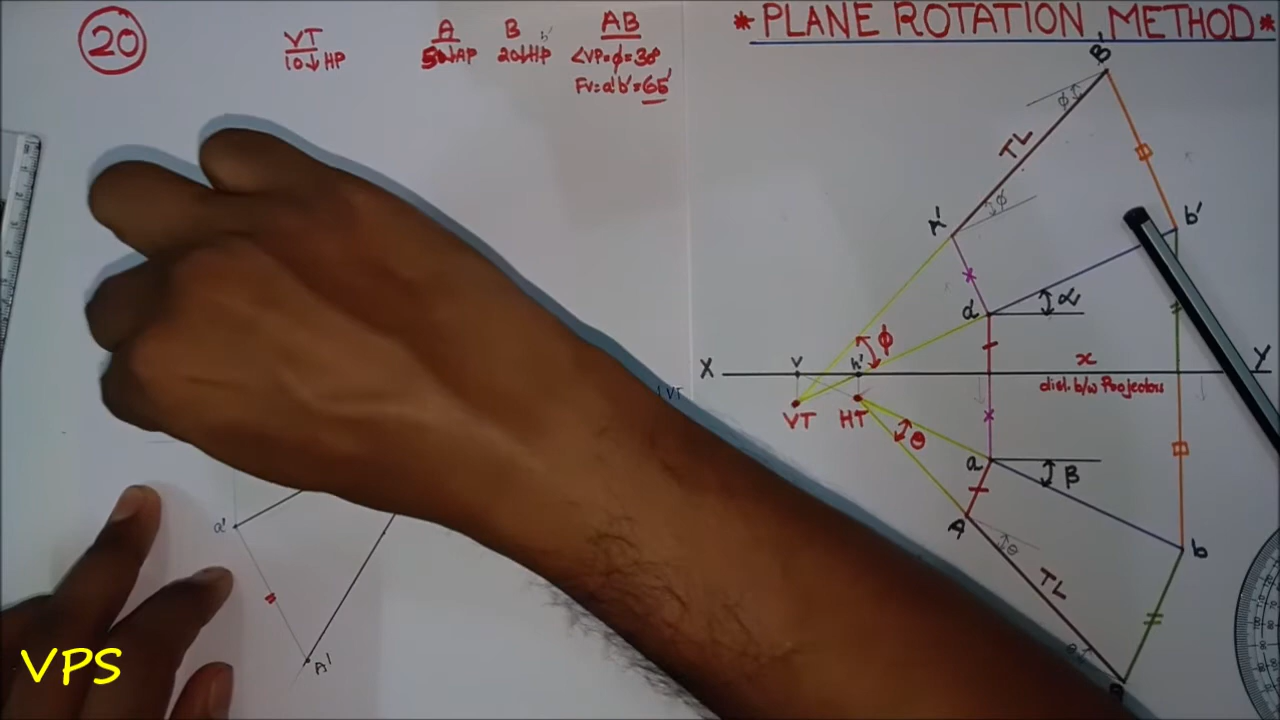 20
VT
10↓HP
A
B
20↓HP
AB
∠VP=φ=30
FV=a'b'=65'
*PLANE ROTATION METHOD*
B'
φ
TL
φ
A'
b'
a'
α
φ
X
v
h'
x
Y
dist. b/w Projectors
VT
HT
θ
a
β
A
θ
TL
b
VT
a'
A'
VPS